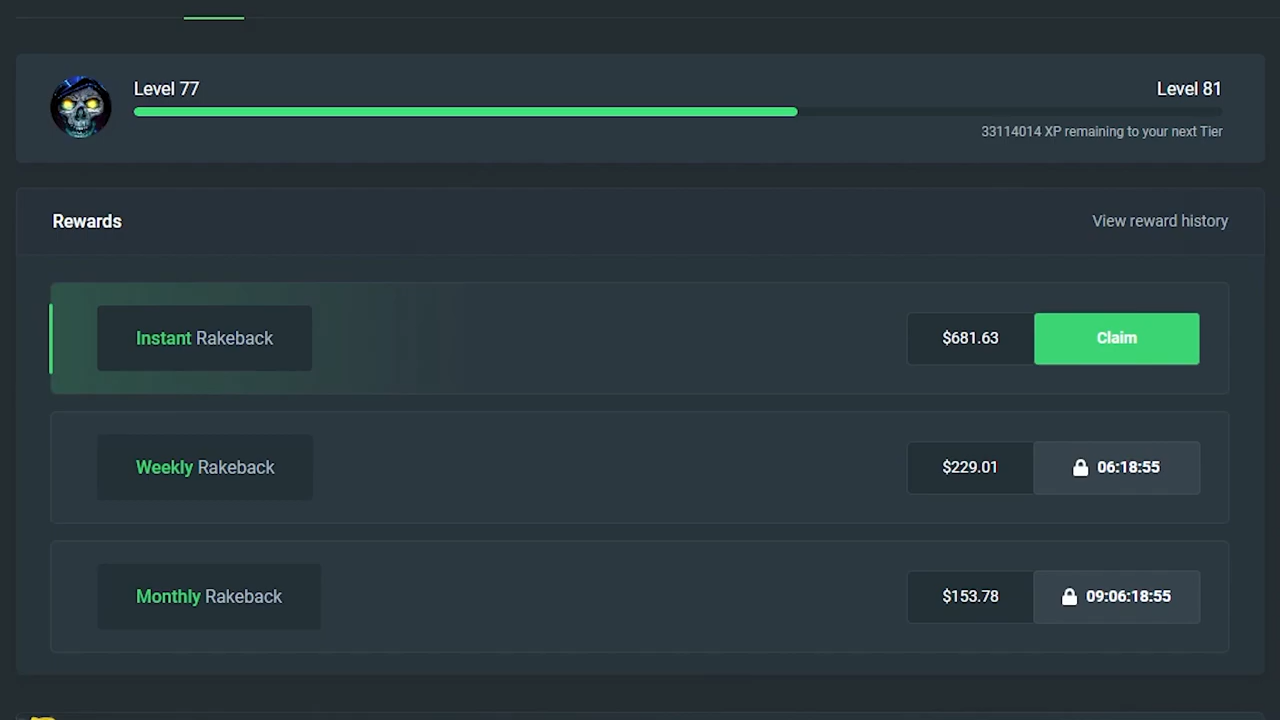 Level 77
Level 81
33114014 XP remaining to your next Tier
Rewards
View reward history
Instant Rakeback
$681.63
Claim
Weekly Rakeback
$229.01
06:18:55
Monthly Rakeback
$153.78
09:06:18:55